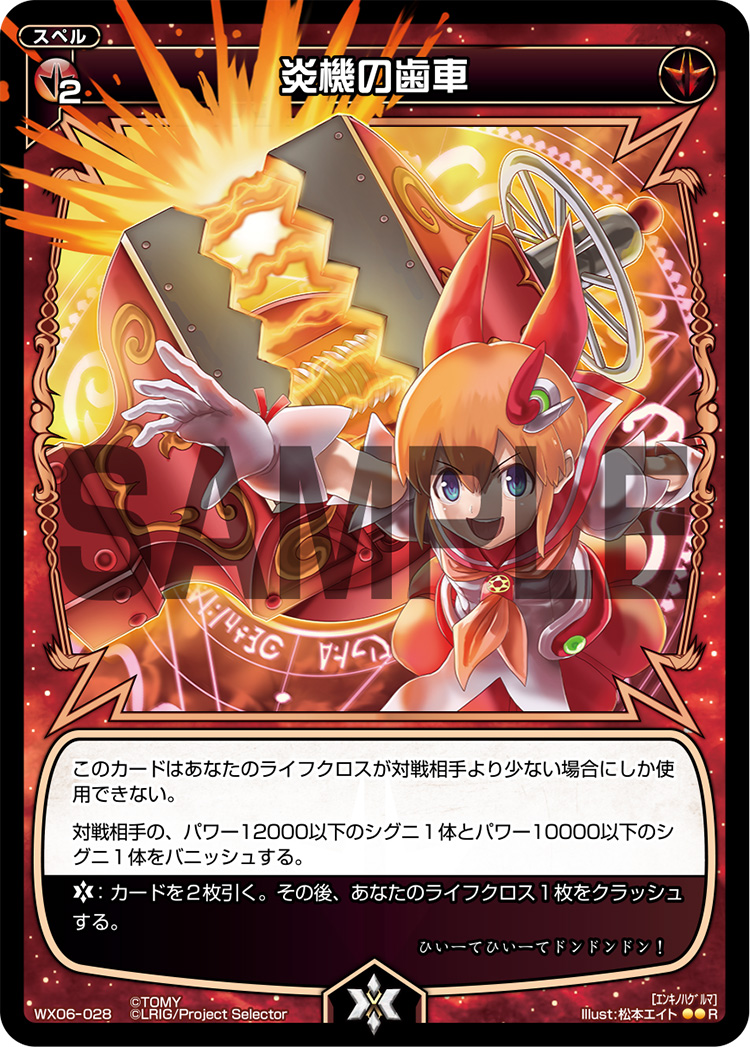 スペル
2
炎機の歯車
SAMPLE
このカードはあなたのライフクロスが対戦相手より少ない場合にしか使
用できない。
対戦相手の、パワー12000以下のシグニ1体とパワー10000以下のシ
グニ1体をバニッシュする。
：カードを2枚引く。その後、あなたのライフクロス1枚をクラッシュ
する。
ひぃーてひぃーてドンドンドン！
WX06-028
©TOMY
©LRIG/Project Selector
[ｴﾝｷﾉﾊｸﾞﾙﾏ]
Illust:松本エイト
R